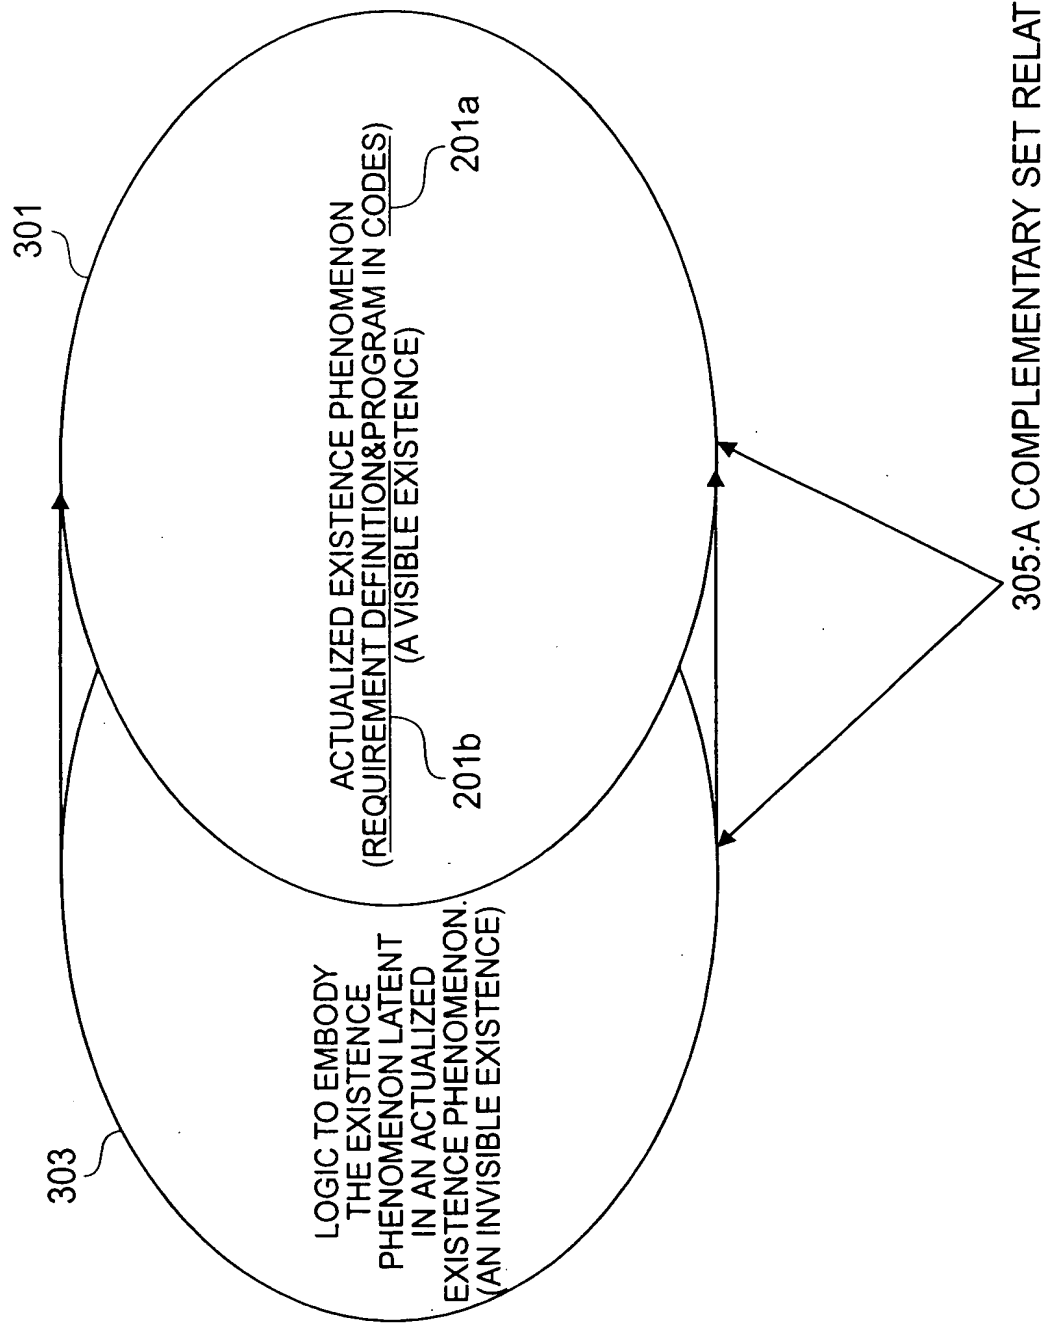 303
301
LOGIC TO EMBODY
THE EXISTENCE
PHENOMENON LATENT
IN AN ACTUALIZED
EXISTENCE PHENOMENON.
(AN INVISIBLE EXISTENCE)
ACTUALIZED EXISTENCE PHENOMENON
(REQUIREMENT DEFINITION&PROGRAM IN CODES)
(A VISIBLE EXISTENCE)
201b
201a
305:A COMPLEMENTARY SET RELAT